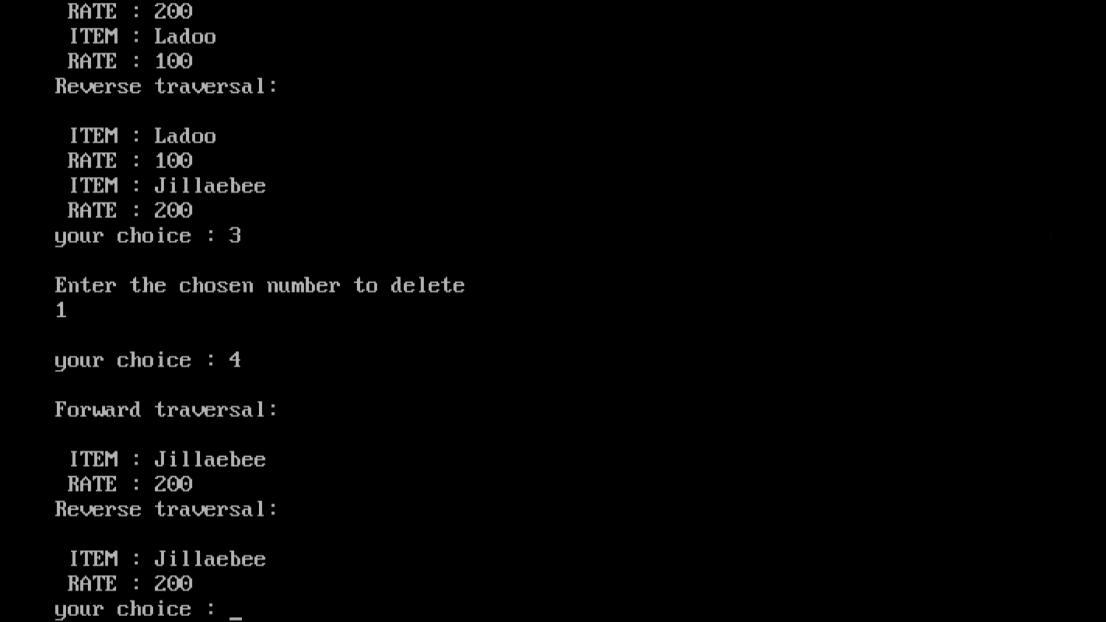 RATE : 200
ITEM : Ladoo
RATE : 100
Reverse traversal:
ITEM : Ladoo
RATE : 100
ITEM : Jillaebee
RATE : 200
your choice : 3
Enter the chosen number to delete
1
your choice : 4
Forward traversal:
ITEM : Jillaebee
RATE : 200
Reverse traversal:
ITEM : Jillaebee
RATE : 200
your choice : _